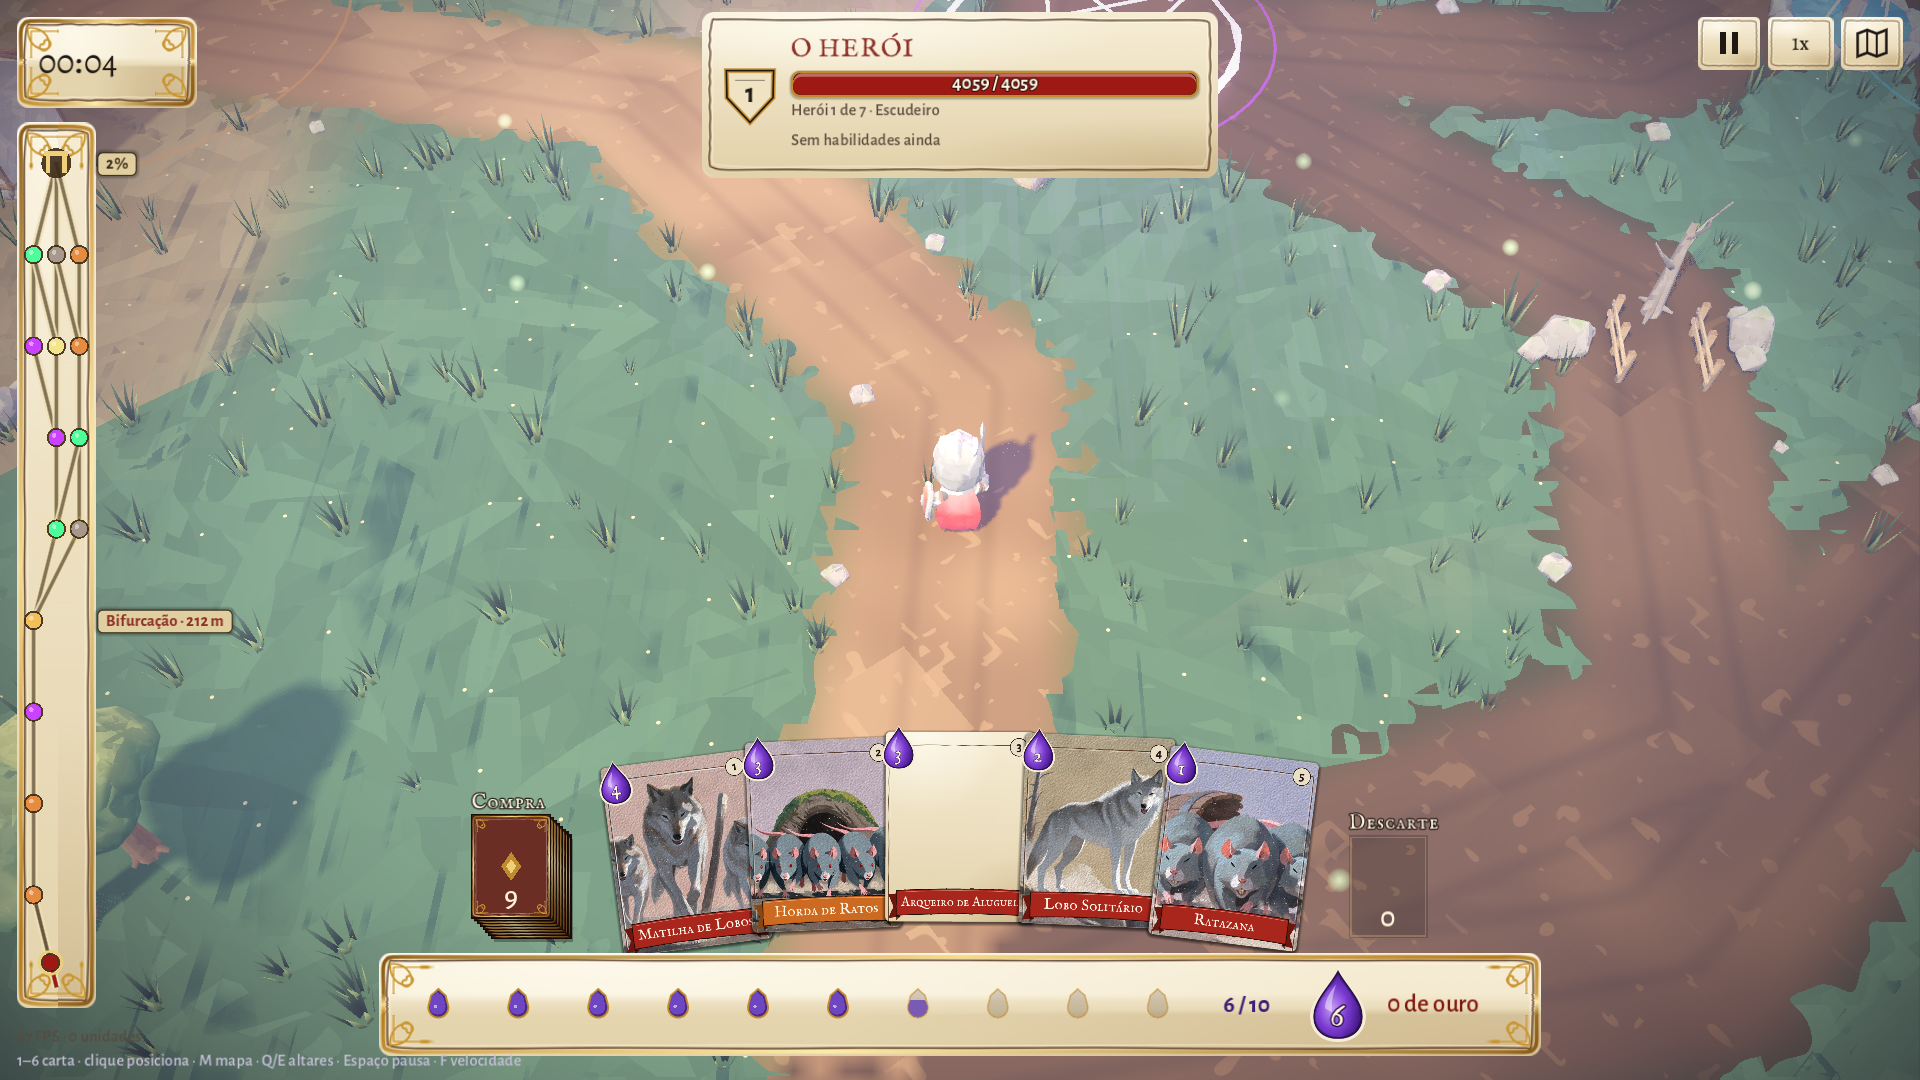 00:04
O HERÓI
1
4059 / 4059
Herói 1 de 7 · Escudeiro
Sem habilidades ainda
1x
2%
Bifurcação · 212 m
COMPRA
9
4
1
MATILHA DE LOBOS
3
2
HORDA DE RATOS
3
3
ARQUEIRO DE ALUGUEL
2
4
LOBO SOLITÁRIO
1
5
RATAZANA
DESCARTE
0
6 / 10
6
0 de ouro
FPS · 0 unidades
1–6 carta · clique posiciona · M mapa · Q/E altares · Espaço pausa · F velocidade